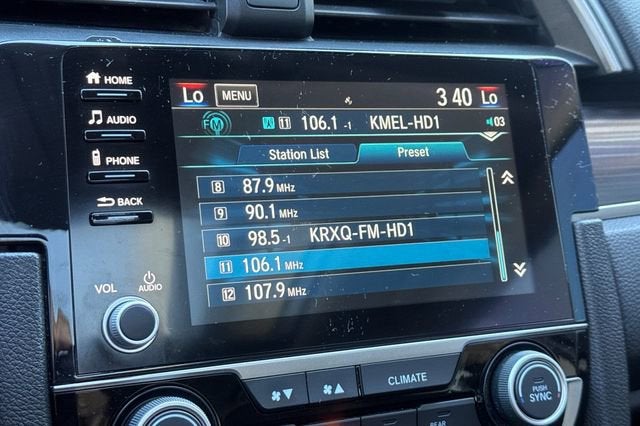 HOME
AUDIO
PHONE
BACK
VOL
AUDIO
Lo MENU 3 40 Lo
FM 11 106.1 -1 KMEL-HD1 03
Station List Preset
8 87.9 MHz
9 90.1 MHz
10 98.5 -1 KRXQ-FM-HD1
11 106.1 MHz
12 107.9 MHz
CLIMATE
PUSH
SYNC
REAR